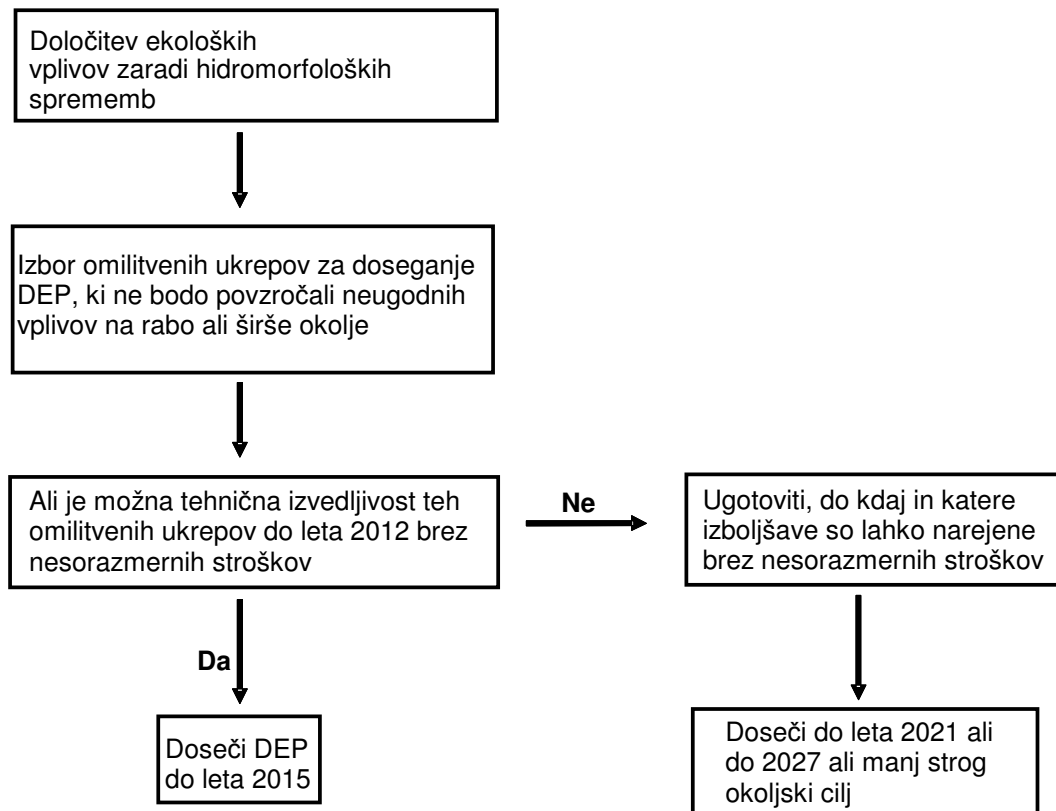 Določitev ekoloških
vplivov zaradi hidromorfoloških
sprememb
Izbor omilitvenih ukrepov za doseganje
DEP, ki ne bodo povzročali neugodnih
vplivov na rabo ali širše okolje
Ali je možna tehnična izvedljivost teh
omilitvenih ukrepov do leta 2012 brez
nesorazmernih stroškov
Ne
Ugotoviti, do kdaj in katere
izboljšave so lahko narejene
brez nesorazmernih stroškov
Da
Doseči DEP
do leta 2015
Doseči do leta 2021 ali
do 2027 ali manj strog
okoljski cilj